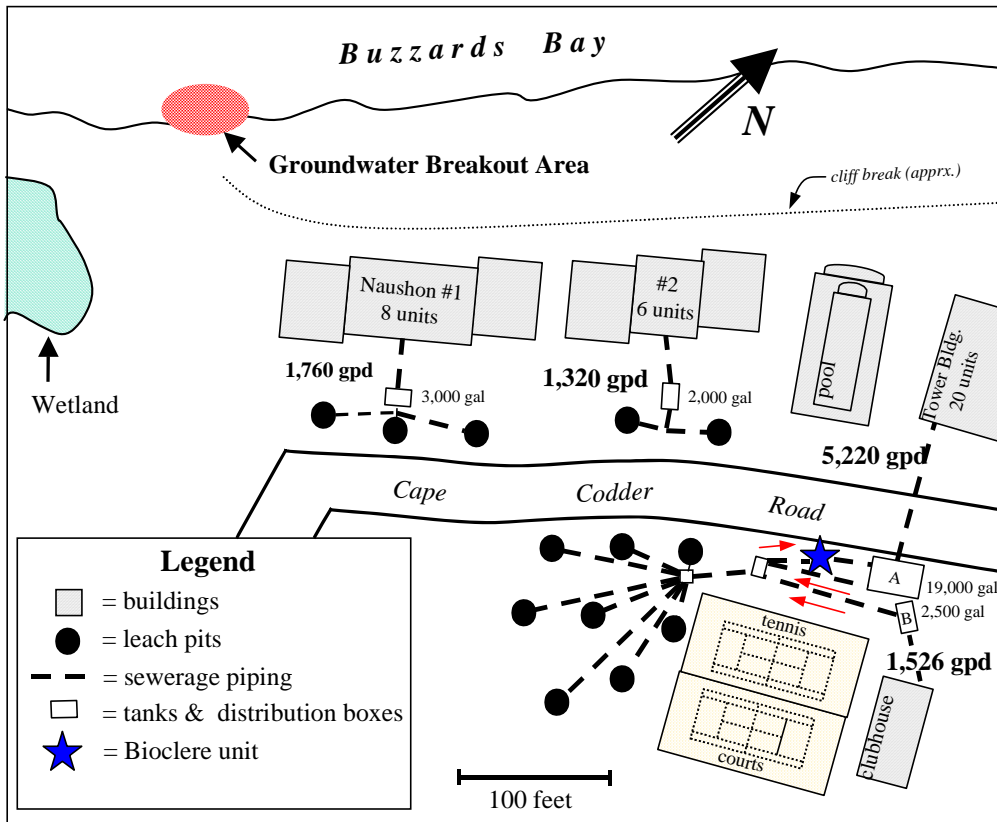 Buzzards Bay
N
Groundwater Breakout Area
cliff break (apprx.)
Naushon #1
8 units
#2
6 units
pool
Tower Bldg.
20 units
Wetland
1,760 gpd
3,000 gal
1,320 gpd
2,000 gal
5,220 gpd
Cape Codder Road
A
19,000 gal
B
2,500 gal
1,526 gpd
tennis
courts
clubhouse
100 feet
Legend
= buildings
= leach pits
= sewerage piping
= tanks & distribution boxes
= Bioclere unit